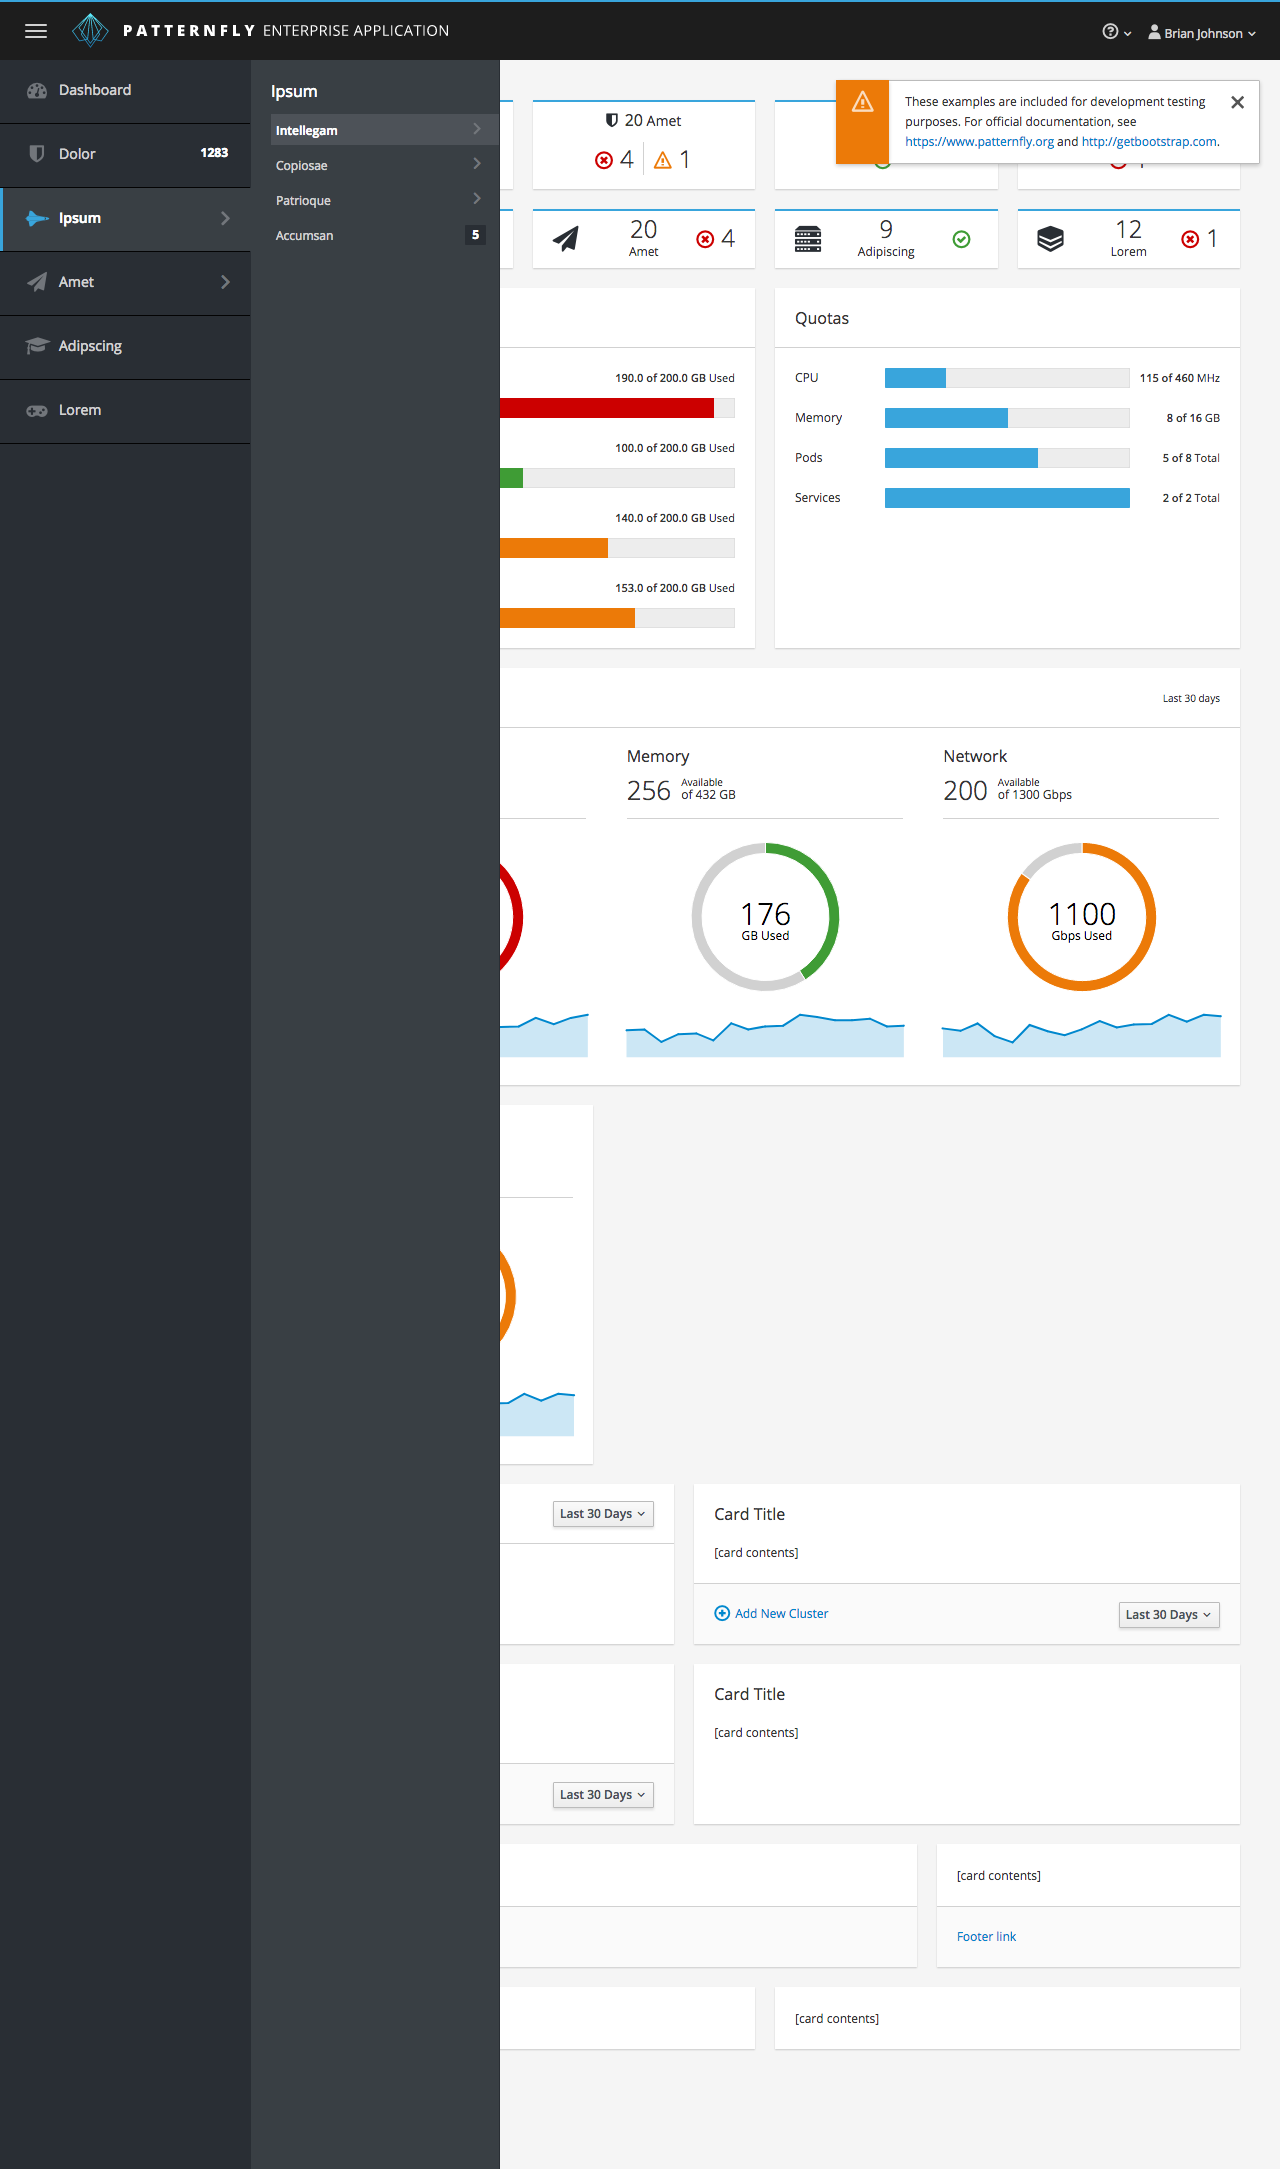 PATTERNFLY ENTERPRISE APPLICATION
Brian Johnson
Dashboard
Dolor 1283
Ipsum
Amet
Adipscing
Lorem
Ipsum
Intellegam
Copiosae
Patrioque
Accumsan 5
These examples are included for development testing
purposes. For official documentation, see
https://www.patternfly.org and http://getbootstrap.com.
20 Amet
4 1
20
Amet
4
9
Adipiscing
12
Lorem
1
190.0 of 200.0 GB Used
100.0 of 200.0 GB Used
140.0 of 200.0 GB Used
153.0 of 200.0 GB Used
Quotas
CPU 115 of 460 MHz
Memory 8 of 16 GB
Pods 5 of 8 Total
Services 2 of 2 Total
Last 30 days
Memory
256 Available
of 432 GB
176
GB Used
Network
200 Available
of 1300 Gbps
1100
Gbps Used
Last 30 Days
Card Title
[card contents]
Add New Cluster
Last 30 Days
Last 30 Days
Card Title
[card contents]
[card contents]
Footer link
[card contents]